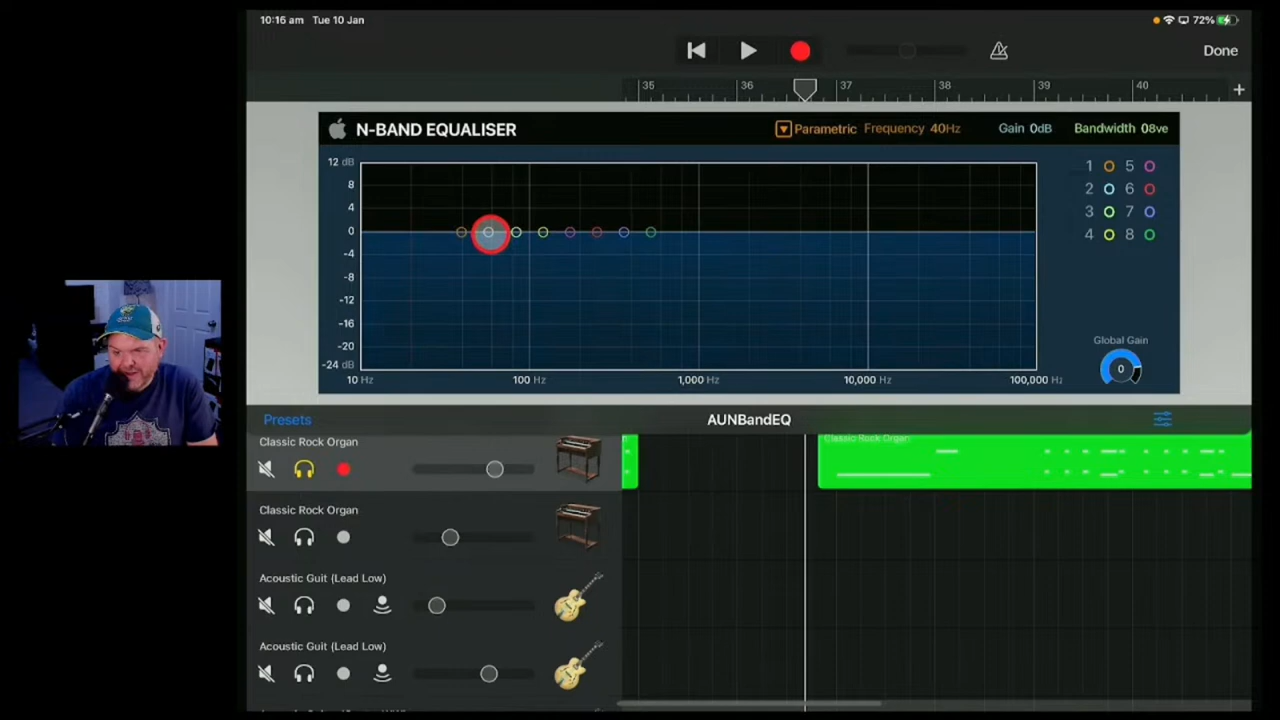 10:16 am Tue 10 Jan 72%
Done
35 36 37 38 39 40 +
N-BAND EQUALISER Parametric Frequency 40Hz Gain 0dB Bandwidth 08ve
12 dB 1 5
8 2 6
4 3 7
0 4 8
-4
-8
-12
-16
-20
-24 dB
Global Gain
0
10 Hz 100 Hz 1,000 Hz 10,000 Hz 100,000 Hz
Presets AUNBandEQ
Classic Rock Organ Classic Rock Organ
Classic Rock Organ
Acoustic Guit (Lead Low)
Acoustic Guit (Lead Low)